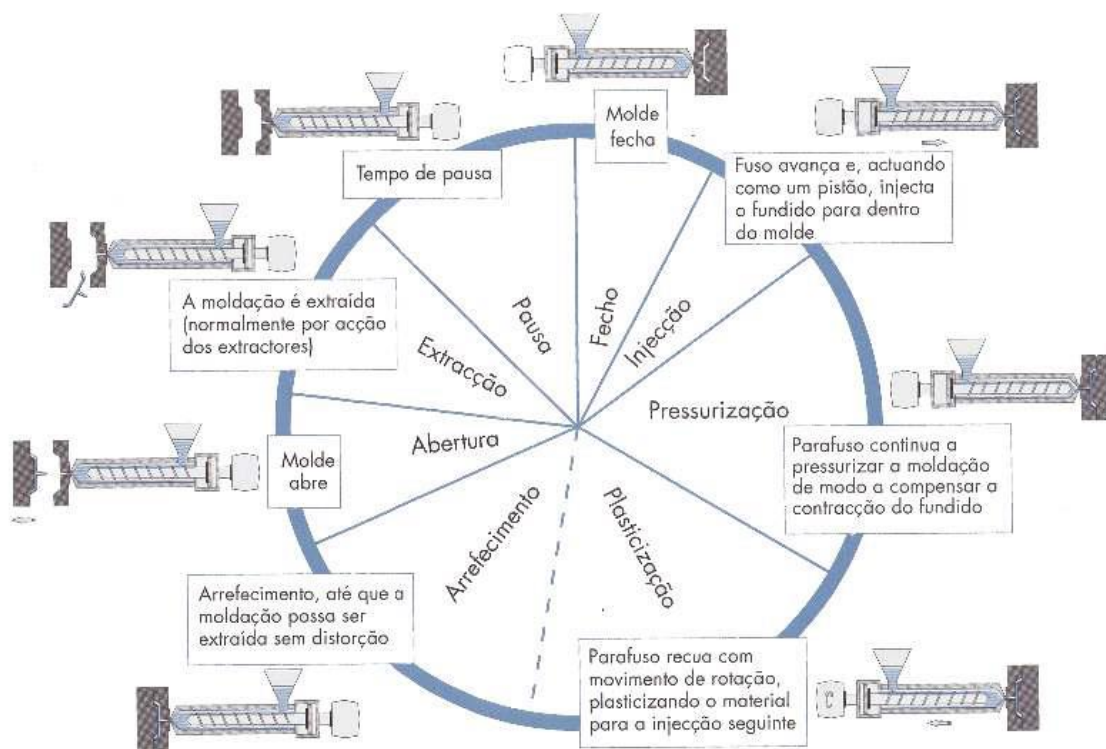 Molde
fecha
Fuso avança e, actuando
como um pistão, injecta
o fundido para dentro
do molde
Tempo de pausa
A moldação é extraída
(normalmente por acção
dos extractores)
Pausa
Fecho
Injecção
Extracção
Pressurização
Abertura
Molde
abre
Parafuso continua a
pressurizar a moldação
de modo a compensar a
contracção do fundido
Arrefecimento
Plasticização
Arrefecimento, até que a
moldação possa ser
extraída sem distorção
Parafuso recua com
movimento de rotação,
plasticizando o material
para a injecção seguinte